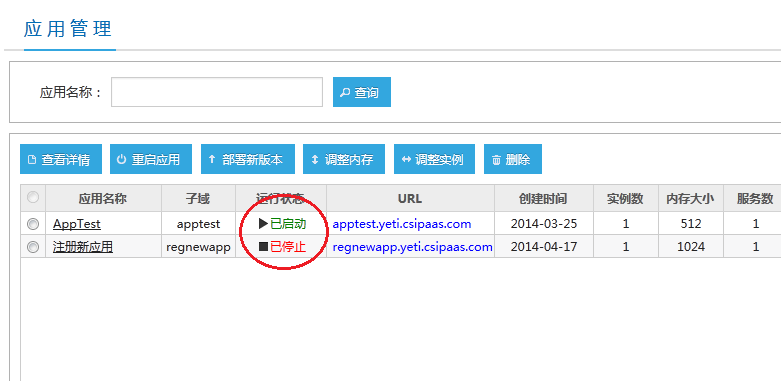 应用管理
应用名称： 查询
查看详情 重启应用 部署新版本 调整内存 调整实例 删除
应用名称 子域 运行状态 URL 创建时间 实例数 内存大小 服务数
AppTest apptest 已启动 apptest.yeti.csipaas.com 2014-03-25 1 512 1
注册新应用 regnewapp 已停止 regnewapp.yeti.csipaas.com 2014-04-17 1 1024 1